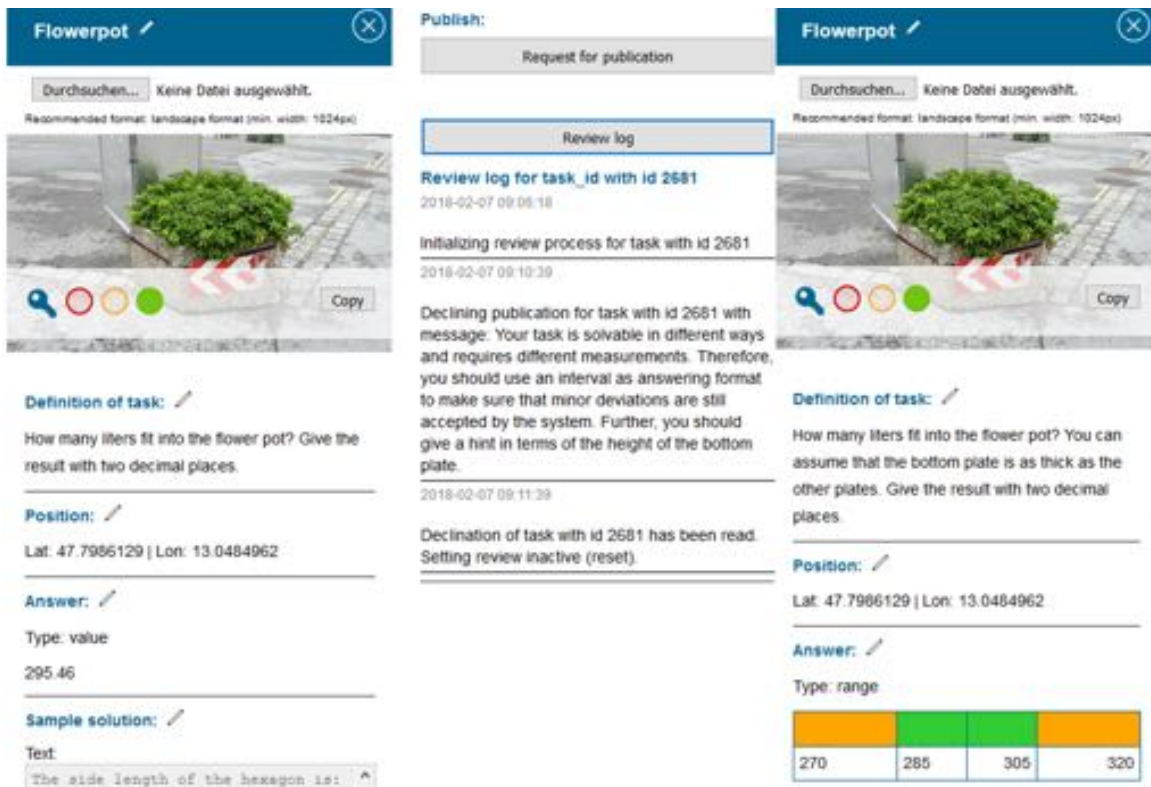 Flowerpot
Durchsuchen... Keine Datei ausgewählt.
Recommended format: landscape format (min. width: 1024px)
Copy
Definition of task:
How many liters fit into the flower pot? Give the
result with two decimal places.
Position:
Lat: 47.7986129 | Lon: 13.0484962
Answer:
Type: value
295.46
Sample solution:
Text:
The side length of the hexagon is:
Publish:
Request for publication
Review log
Review log for task_id with id 2681
2018-02-07 09:06:18
Initializing review process for task with id 2681
2018-02-07 09:10:39
Declining publication for task with id 2681 with
message: Your task is solvable in different ways
and requires different measurements. Therefore,
you should use an interval as answering format
to make sure that minor deviations are still
accepted by the system. Further, you should
give a hint in terms of the height of the bottom
plate.
2018-02-07 09:11:39
Declination of task with id 2681 has been read.
Setting review inactive (reset).
Flowerpot
Durchsuchen... Keine Datei ausgewählt.
Recommended format: landscape format (min. width: 1024px)
Copy
Definition of task:
How many liters fit into the flower pot? You can
assume that the bottom plate is as thick as the
other plates. Give the result with two decimal
places.
Position:
Lat: 47.7986129 | Lon: 13.0484962
Answer:
Type: range
270 285 305 320